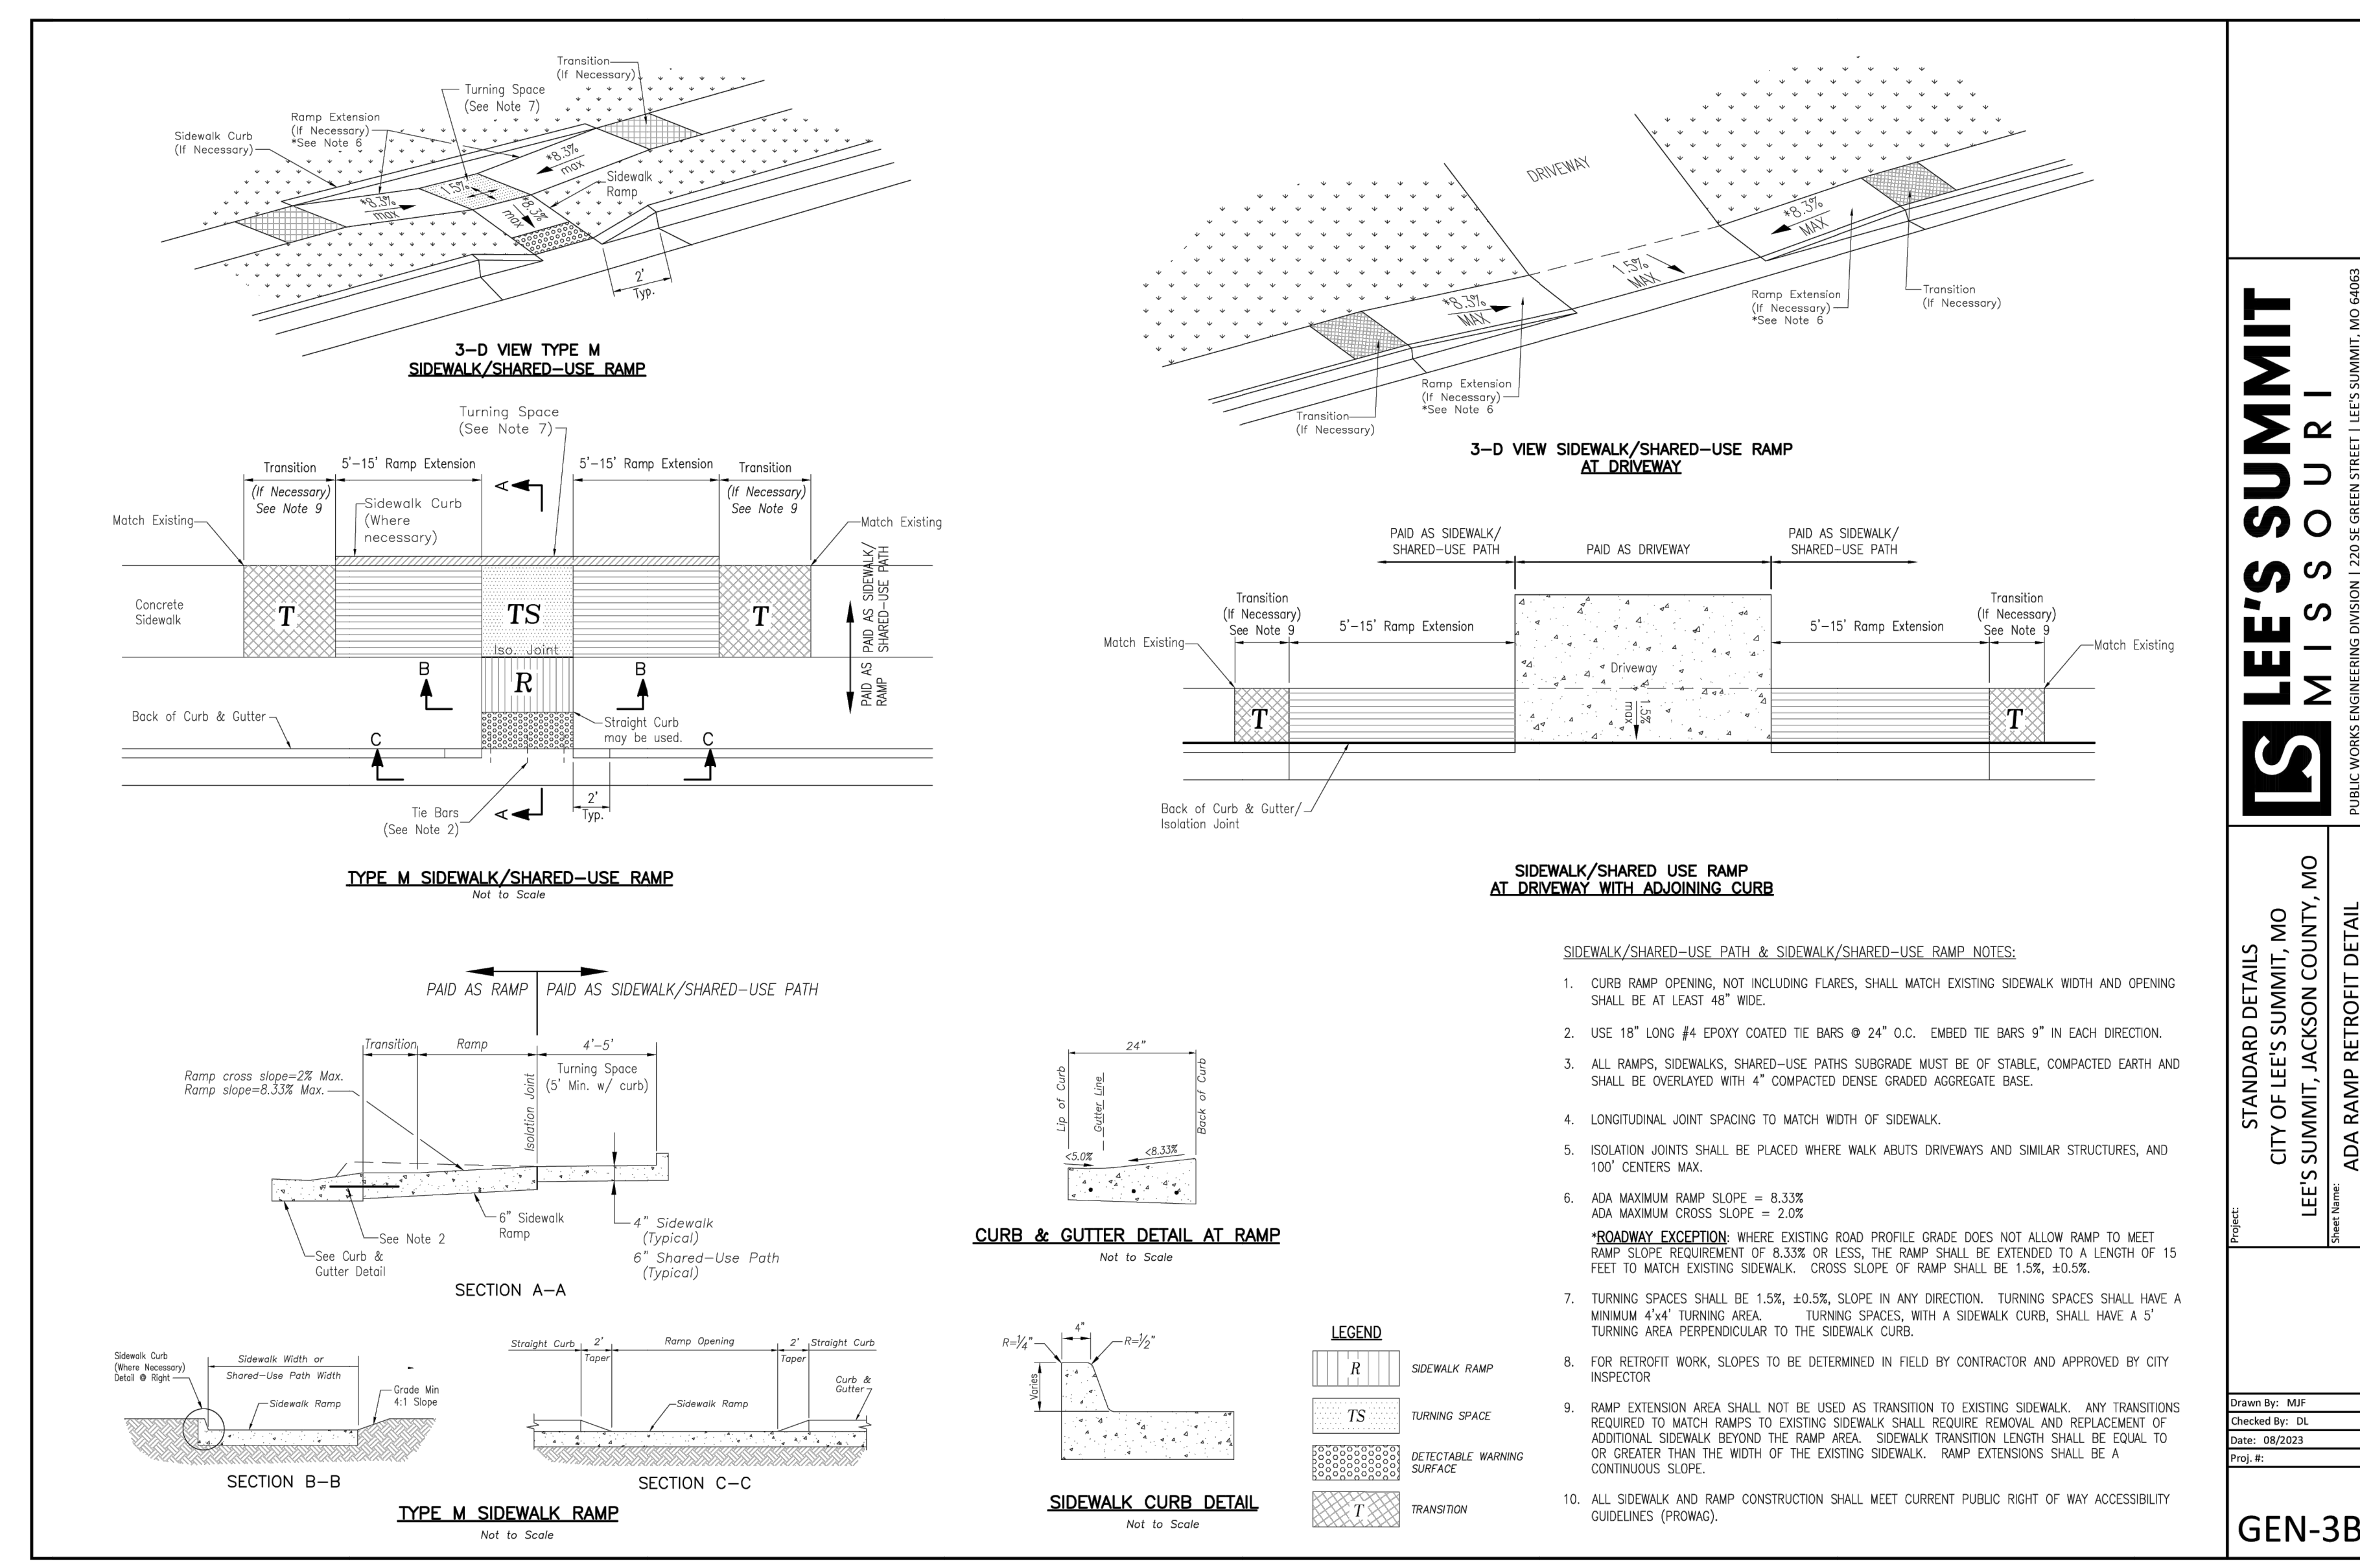 Transition
(If Necessary)
Turning Space
(See Note 7)
Ramp Extension
(If Necessary)
*See Note 6
Sidewalk Curb
(If Necessary)
*8.3%
max
1.5%
*8.3%
max
*8.3%
max
Sidewalk
Ramp
2'
Typ.
3-D VIEW TYPE M
SIDEWALK/SHARED-USE RAMP
DRIVEWAY
*8.3%
MAX
1.5%
MAX
*8.3%
MAX
Ramp Extension
(If Necessary)
*See Note 6
Transition
(If Necessary)
Ramp Extension
(If Necessary)
*See Note 6
Transition
(If Necessary)
3-D VIEW SIDEWALK/SHARED-USE RAMP
AT DRIVEWAY
Turning Space
(See Note 7)
Transition
(If Necessary)
See Note 9
5'-15' Ramp Extension
A
5'-15' Ramp Extension
Transition
(If Necessary)
See Note 9
Sidewalk Curb
(Where
necessary)
Match Existing
Match Existing
Concrete
Sidewalk
T
TS
T
Iso. Joint
B
R
B
PAID AS SIDEWALK/
SHARED-USE PATH
PAID AS
RAMP
Back of Curb & Gutter
Straight Curb
may be used.
C
C
Tie Bars
(See Note 2)
A
2'
Typ.
TYPE M SIDEWALK/SHARED-USE RAMP
Not to Scale
PAID AS SIDEWALK/
SHARED-USE PATH
PAID AS DRIVEWAY
PAID AS SIDEWALK/
SHARED-USE PATH
Transition
(If Necessary)
See Note 9
5'-15' Ramp Extension
5'-15' Ramp Extension
Transition
(If Necessary)
See Note 9
Match Existing
Match Existing
Driveway
T
1.5%
max
T
Back of Curb & Gutter/
Isolation Joint
SIDEWALK/SHARED USE RAMP
AT DRIVEWAY WITH ADJOINING CURB
PAID AS RAMP
PAID AS SIDEWALK/SHARED-USE PATH
Transition
Ramp
4'-5'
Turning Space
(5' Min. w/ curb)
Ramp cross slope=2% Max.
Ramp slope=8.33% Max.
Isolation Joint
6" Sidewalk
Ramp
See Note 2
See Curb &
Gutter Detail
4" Sidewalk
(Typical)
6" Shared-Use Path
(Typical)
SECTION A-A
24"
Lip of Curb
Gutter Line
Back of Curb
<5.0%
<8.33%
CURB & GUTTER DETAIL AT RAMP
Not to Scale
Sidewalk Curb
(Where Necessary)
Detail @ Right
Sidewalk Width or
Shared-Use Path Width
Sidewalk Ramp
Grade Min
4:1 Slope
SECTION B-B
Straight Curb
2'
Taper
Ramp Opening
2'
Taper
Straight Curb
Curb &
Gutter
Sidewalk Ramp
SECTION C-C
TYPE M SIDEWALK RAMP
Not to Scale
R=1/4"
4"
R=1/2"
Varies
SIDEWALK CURB DETAIL
Not to Scale
LEGEND
R
SIDEWALK RAMP
TS
TURNING SPACE
DETECTABLE WARNING
SURFACE
T
TRANSITION
SIDEWALK/SHARED-USE PATH & SIDEWALK/SHARED-USE RAMP NOTES:
1. CURB RAMP OPENING, NOT INCLUDING FLARES, SHALL MATCH EXISTING SIDEWALK WIDTH AND OPENING
SHALL BE AT LEAST 48" WIDE.
2. USE 18" LONG #4 EPOXY COATED TIE BARS @ 24" O.C. EMBED TIE BARS 9" IN EACH DIRECTION.
3. ALL RAMPS, SIDEWALKS, SHARED-USE PATHS SUBGRADE MUST BE OF STABLE, COMPACTED EARTH AND
SHALL BE OVERLAYED WITH 4" COMPACTED DENSE GRADED AGGREGATE BASE.
4. LONGITUDINAL JOINT SPACING TO MATCH WIDTH OF SIDEWALK.
5. ISOLATION JOINTS SHALL BE PLACED WHERE WALK ABUTS DRIVEWAYS AND SIMILAR STRUCTURES, AND
100' CENTERS MAX.
6. ADA MAXIMUM RAMP SLOPE = 8.33%
ADA MAXIMUM CROSS SLOPE = 2.0%
*ROADWAY EXCEPTION: WHERE EXISTING ROAD PROFILE GRADE DOES NOT ALLOW RAMP TO MEET
RAMP SLOPE REQUIREMENT OF 8.33% OR LESS, THE RAMP SHALL BE EXTENDED TO A LENGTH OF 15
FEET TO MATCH EXISTING SIDEWALK. CROSS SLOPE OF RAMP SHALL BE 1.5%, ±0.5%.
7. TURNING SPACES SHALL BE 1.5%, ±0.5%, SLOPE IN ANY DIRECTION. TURNING SPACES SHALL HAVE A
MINIMUM 4'x4' TURNING AREA. TURNING SPACES, WITH A SIDEWALK CURB, SHALL HAVE A 5'
TURNING AREA PERPENDICULAR TO THE SIDEWALK CURB.
8. FOR RETROFIT WORK, SLOPES TO BE DETERMINED IN FIELD BY CONTRACTOR AND APPROVED BY CITY
INSPECTOR
9. RAMP EXTENSION AREA SHALL NOT BE USED AS TRANSITION TO EXISTING SIDEWALK. ANY TRANSITIONS
REQUIRED TO MATCH RAMPS TO EXISTING SIDEWALK SHALL REQUIRE REMOVAL AND REPLACEMENT OF
ADDITIONAL SIDEWALK BEYOND THE RAMP AREA. SIDEWALK TRANSITION LENGTH SHALL BE EQUAL TO
OR GREATER THAN THE WIDTH OF THE EXISTING SIDEWALK. RAMP EXTENSIONS SHALL BE A
CONTINUOUS SLOPE.
10. ALL SIDEWALK AND RAMP CONSTRUCTION SHALL MEET CURRENT PUBLIC RIGHT OF WAY ACCESSIBILITY
GUIDELINES (PROWAG).
LS
LEE'S SUMMIT
MISSOURI
PUBLIC WORKS ENGINEERING DIVISION | 220 SE GREEN STREET | LEE'S SUMMIT, MO 64063
Project:
STANDARD DETAILS
CITY OF LEE'S SUMMIT, MO
LEE'S SUMMIT, JACKSON COUNTY, MO
Sheet Name:
ADA RAMP RETROFIT DETAIL
Drawn By: MJF
Checked By: DL
Date: 08/2023
Proj. #:
GEN-3B